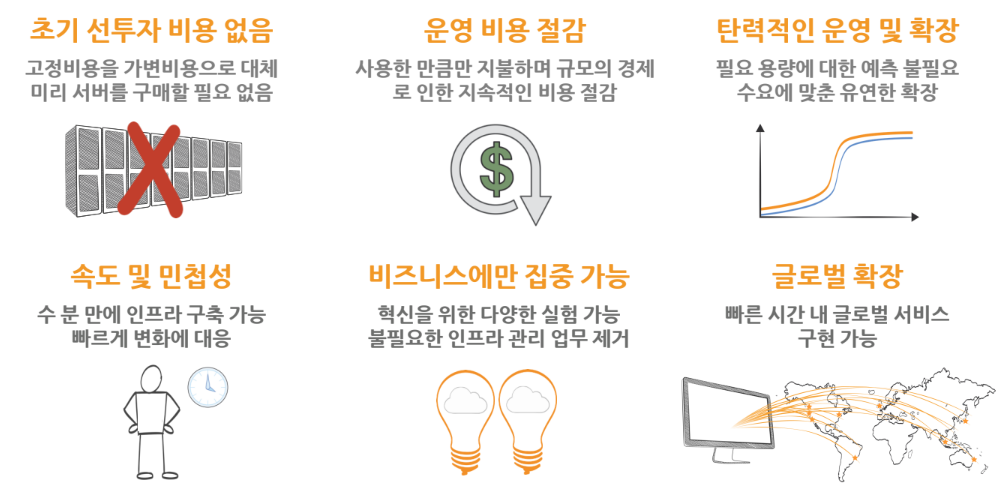 초기 선투자 비용 없음
고정비용을 가변비용으로 대체
미리 서버를 구매할 필요 없음
운영 비용 절감
사용한 만큼만 지불하며 규모의 경제
로 인한 지속적인 비용 절감
$
탄력적인 운영 및 확장
필요 용량에 대한 예측 불필요
수요에 맞춘 유연한 확장
속도 및 민첩성
수 분 만에 인프라 구축 가능
빠르게 변화에 대응
비즈니스에만 집중 가능
혁신을 위한 다양한 실험 가능
불필요한 인프라 관리 업무 제거
글로벌 확장
빠른 시간 내 글로벌 서비스
구현 가능